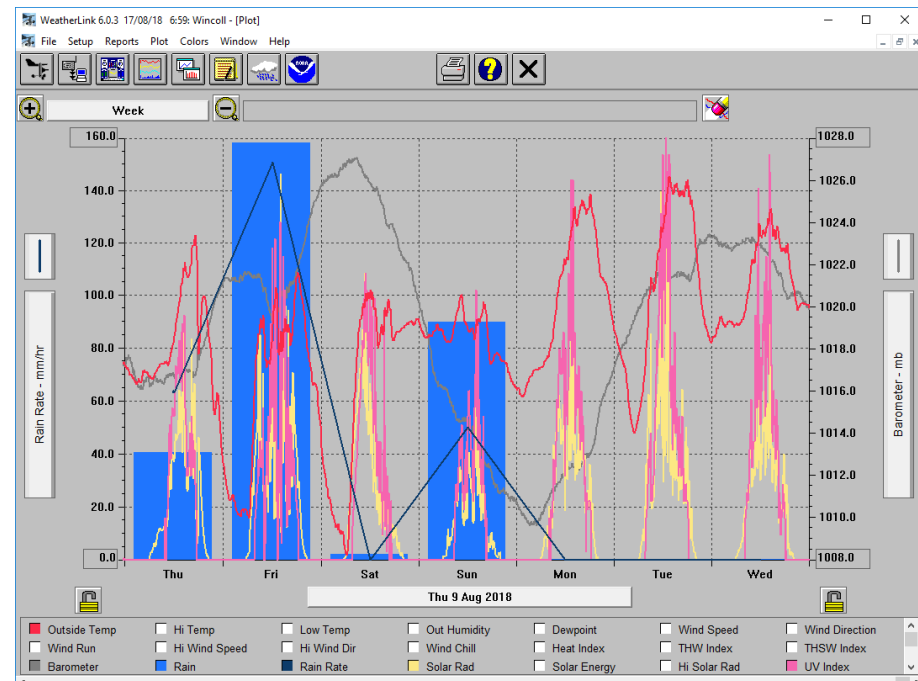 WeatherLink 6.0.3 17/08/18 6:59: Wincoll - [Plot]
File Setup Reports Plot Colors Window Help
NOAA
Week
160.0 1028.0
140.0 1026.0
120.0 1024.0
1022.0
100.0 1020.0
80.0 1018.0
60.0 1016.0
40.0 1014.0
1012.0
20.0 1010.0
0.0 1008.0
Rain Rate - mm/hr
Barometer - mb
Thu Fri Sat Sun Mon Tue Wed
Thu 9 Aug 2018
Outside Temp Hi Temp Low Temp Out Humidity Dewpoint Wind Speed Wind Direction
Wind Run Hi Wind Speed Hi Wind Dir Wind Chill Heat Index THW Index THSW Index
Barometer Rain Rain Rate Solar Rad Solar Energy Hi Solar Rad UV Index